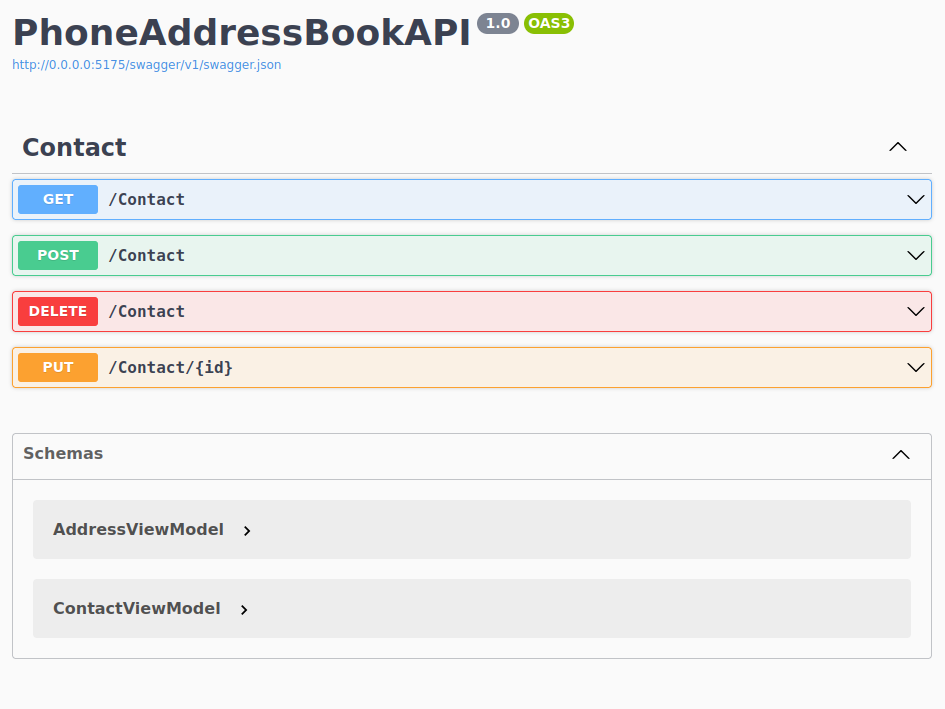 PhoneAddressBookAPI 1.0 OAS3
http://0.0.0.0:5175/swagger/v1/swagger.json
Contact
GET /Contact
POST /Contact
DELETE /Contact
PUT /Contact/{id}
Schemas
AddressViewModel
ContactViewModel